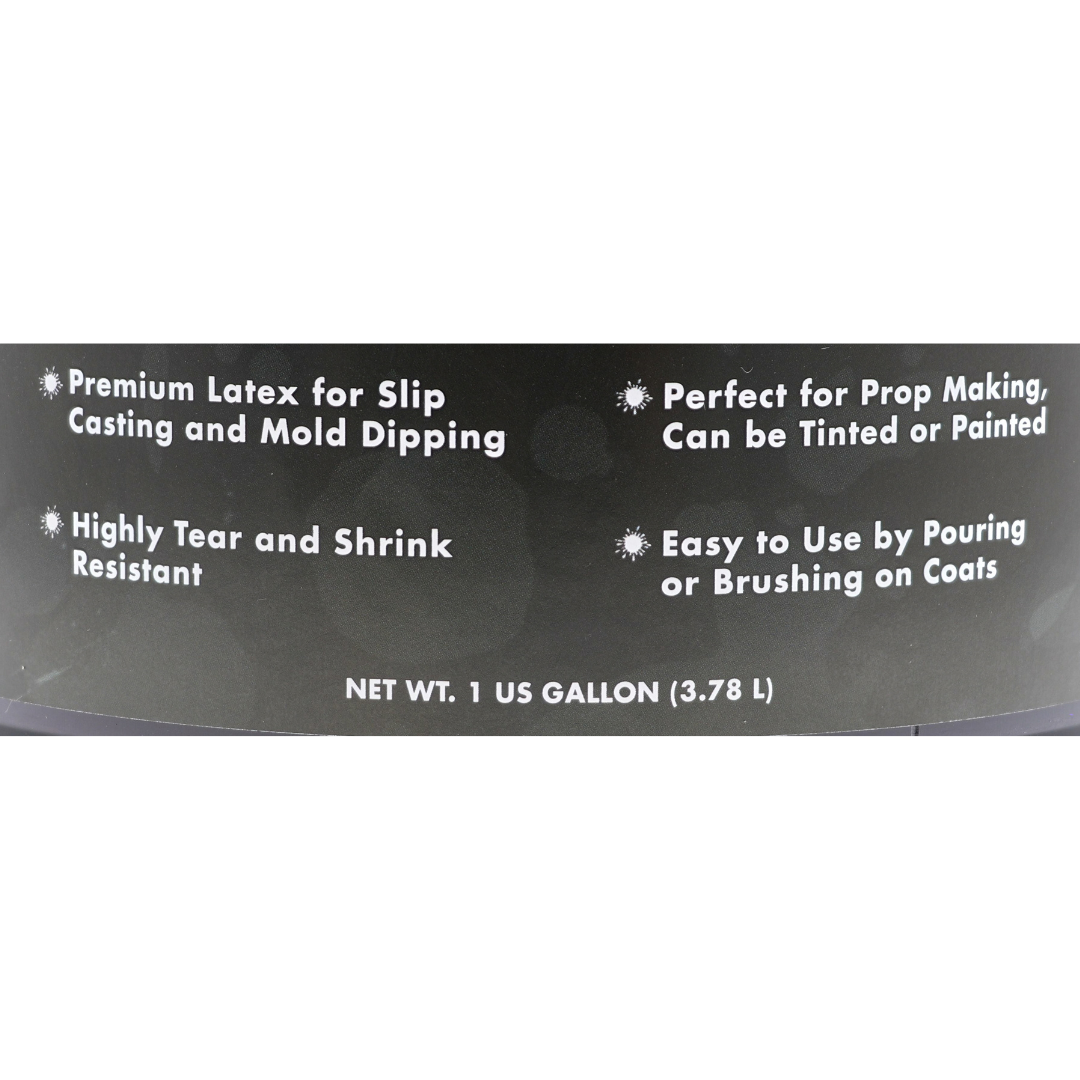 Premium Latex for Slip
Casting and Mold Dipping
Highly Tear and Shrink
Resistant
Perfect for Prop Making,
Can be Tinted or Painted
Easy to Use by Pouring
or Brushing on Coats
NET WT. 1 US GALLON (3.78 L)